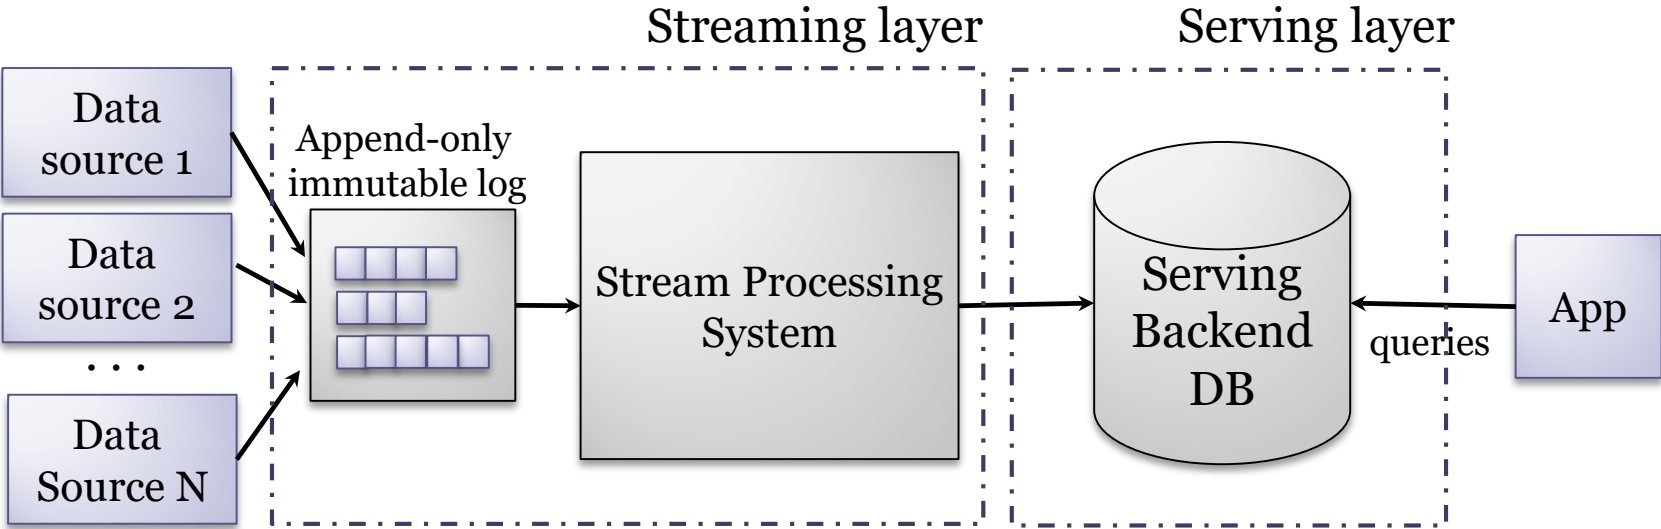 Streaming layer
Serving layer
Data
source 1
Data
source 2
. . .
Data
Source N
Append-only
immutable log
Stream Processing
System
Serving
Backend
DB
queries
App